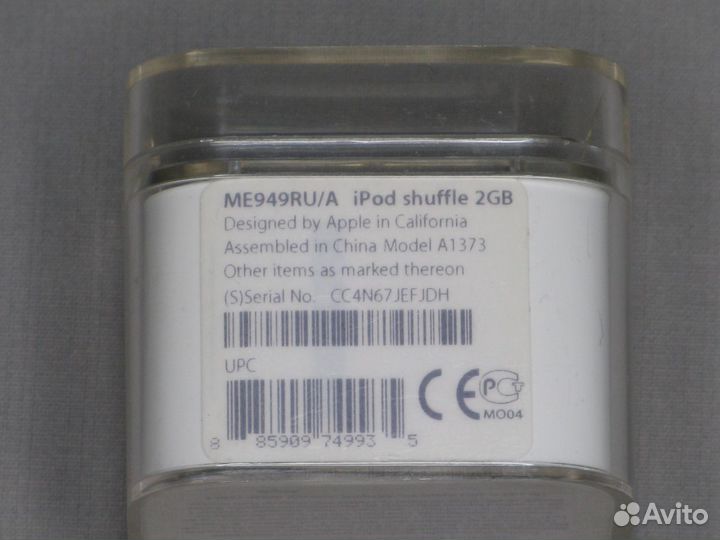 ME949RU/A iPod shuffle 2GB
Designed by Apple in California
Assembled in China Model A1373
Other items as marked thereon
(S)Serial No. CC4N67JEFJDH
UPC
8 85909 74993 5
CE РСТ
MO04
Avito